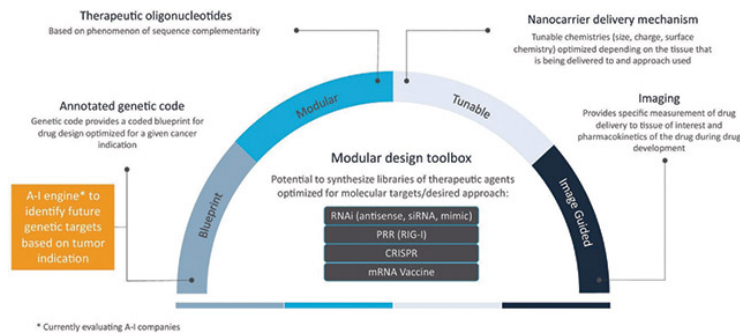 Therapeutic oligonucleotides
Based on phenomenon of sequence complementarity
Nanocarrier delivery mechanism
Tunable chemistries (size, charge, surface
chemistry) optimized depending on the tissue that
is being delivered to and approach used
Annotated genetic code
Genetic code provides a coded blueprint for
drug design optimized for a given cancer
indication
Imaging
Provides specific measurement of drug
delivery to tissue of interest and
pharmacokinetics of the drug during drug
development
A-I engine* to
identify future
genetic targets
based on tumor
indication
Blueprint
Modular
Tunable
Image Guided
Modular design toolbox
Potential to synthesize libraries of therapeutic agents
optimized for molecular targets/desired approach:
RNAi (antisense, siRNA, mimic)
PRR (RIG-I)
CRISPR
mRNA Vaccine
* Currently evaluating A-I companies